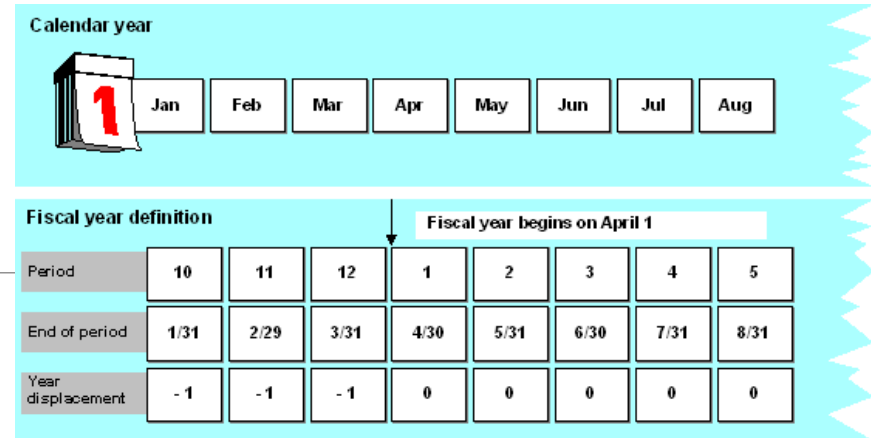 Calendar year
1
Jan Feb Mar Apr May Jun Jul Aug
Fiscal year definition
Fiscal year begins on April 1
Period 10 11 12 1 2 3 4 5
End of period 1/31 2/29 3/31 4/30 5/31 6/30 7/31 8/31
Year
displacement - 1 - 1 - 1 0 0 0 0 0